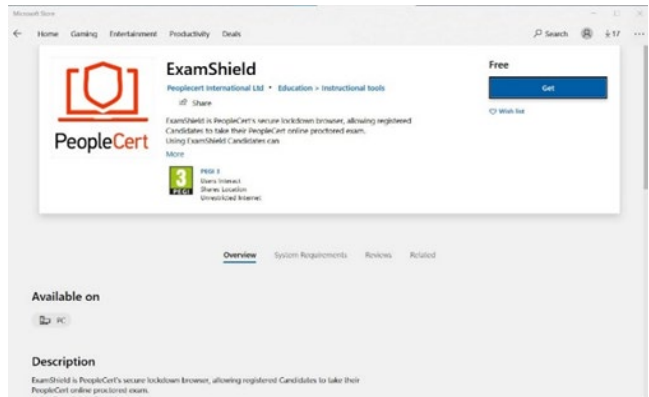 Microsoft Store
Home Gaming Entertainment Productivity Deals Search 17
ExamShield
Peoplecert International Ltd • Education > Instructional tools
Share
ExamShield is PeopleCert's secure lockdown browser, allowing registered
Candidates to take their PeopleCert online proctored exam.
Using ExamShield Candidates can
More
PeopleCert
3
PEGI
PEGI 3
Users Interact
Shares Location
Unrestricted Internet
Free
Get
Wish list
Overview System Requirements Reviews Related
Available on
PC
Description
ExamShield is PeopleCert's secure lockdown browser, allowing registered Candidates to take their
PeopleCert online proctored exam.